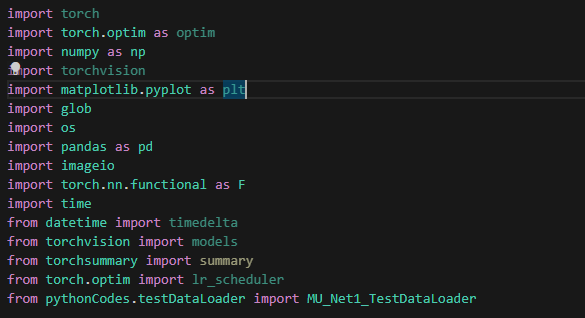 import torch
import torch.optim as optim
import numpy as np
import torchvision
import matplotlib.pyplot as plt
import glob
import os
import pandas as pd
import imageio
import torch.nn.functional as F
import time
from datetime import timedelta
from torchvision import models
from torchsummary import summary
from torch.optim import lr_scheduler
from pythonCodes.testDataLoader import MU_Net1_TestDataLoader